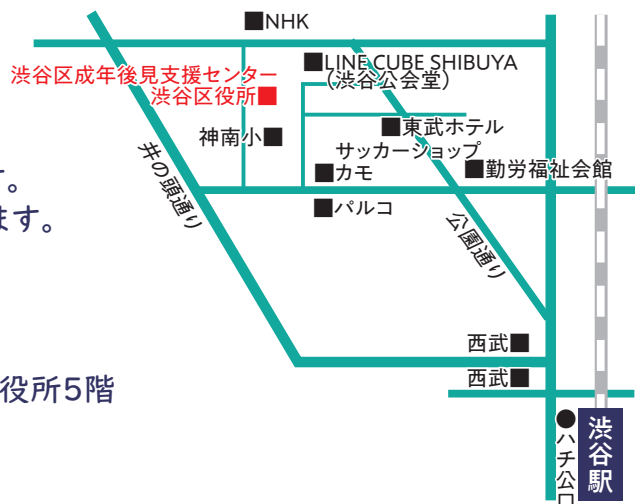 ■NHK
■LINE CUBE SHIBUYA
(渋谷公会堂)
渋谷区成年後見支援センター
渋谷区役所■
神南小■
■東武ホテル
サッカーショップ
■カモ
■勤労福祉会館
■パルコ
井の頭通り
公園通り
す。
ます。
西武■
西武■
役所5階
●ハチ公口
渋谷駅